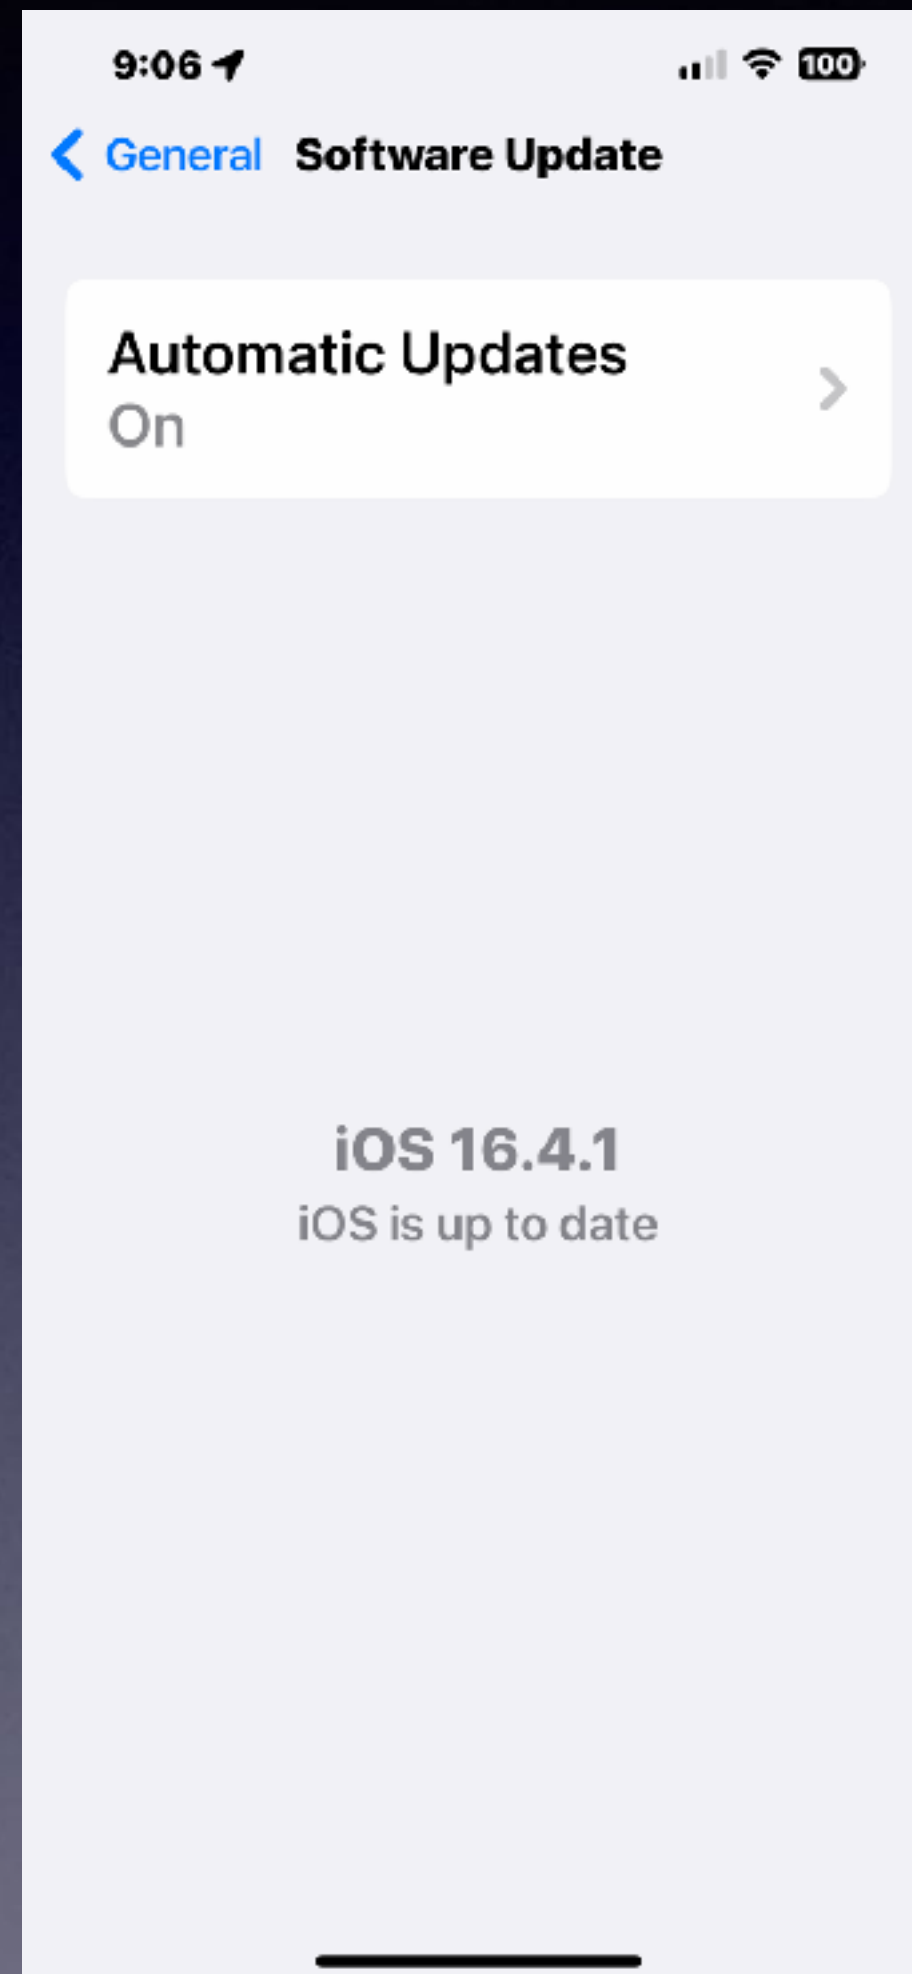 9:06
100
General Software Update
Automatic Updates
On
iOS 16.4.1
iOS is up to date